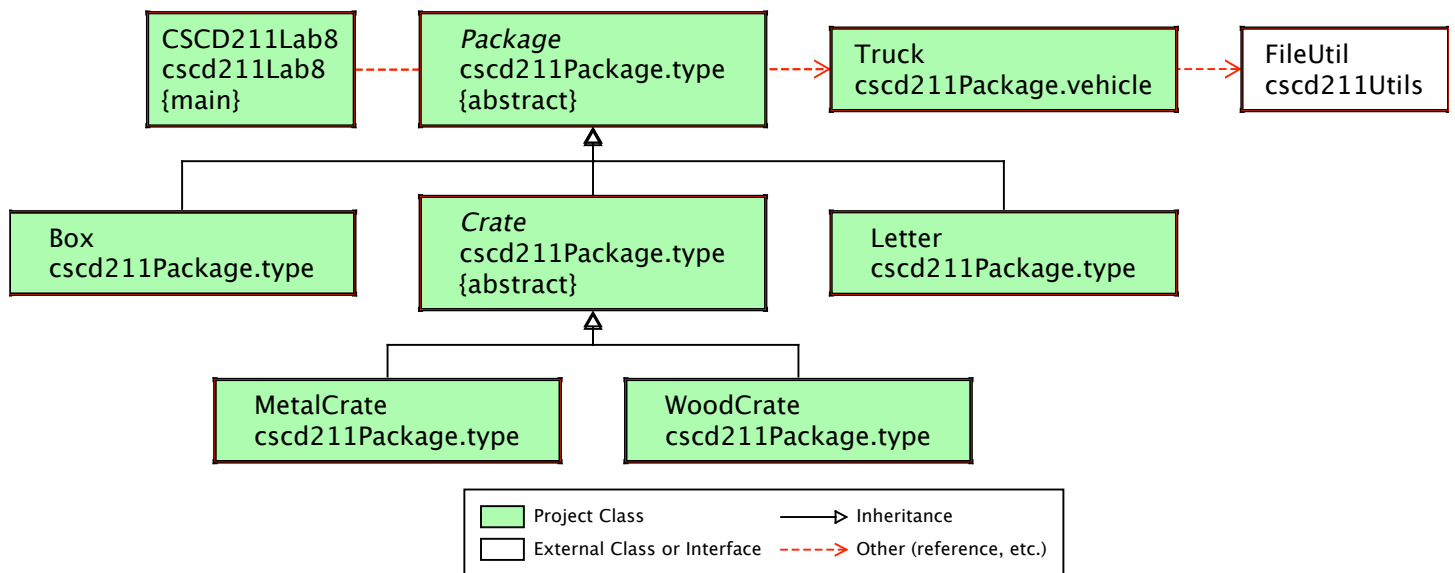 CSCD211Lab8
cscd211Lab8
{main}
Package
cscd211Package.type
{abstract}
Truck
cscd211Package.vehicle
FileUtil
cscd211Utils
Box
cscd211Package.type
Crate
cscd211Package.type
{abstract}
Letter
cscd211Package.type
MetalCrate
cscd211Package.type
WoodCrate
cscd211Package.type
Project Class
Inheritance
External Class or Interface
Other (reference, etc.)